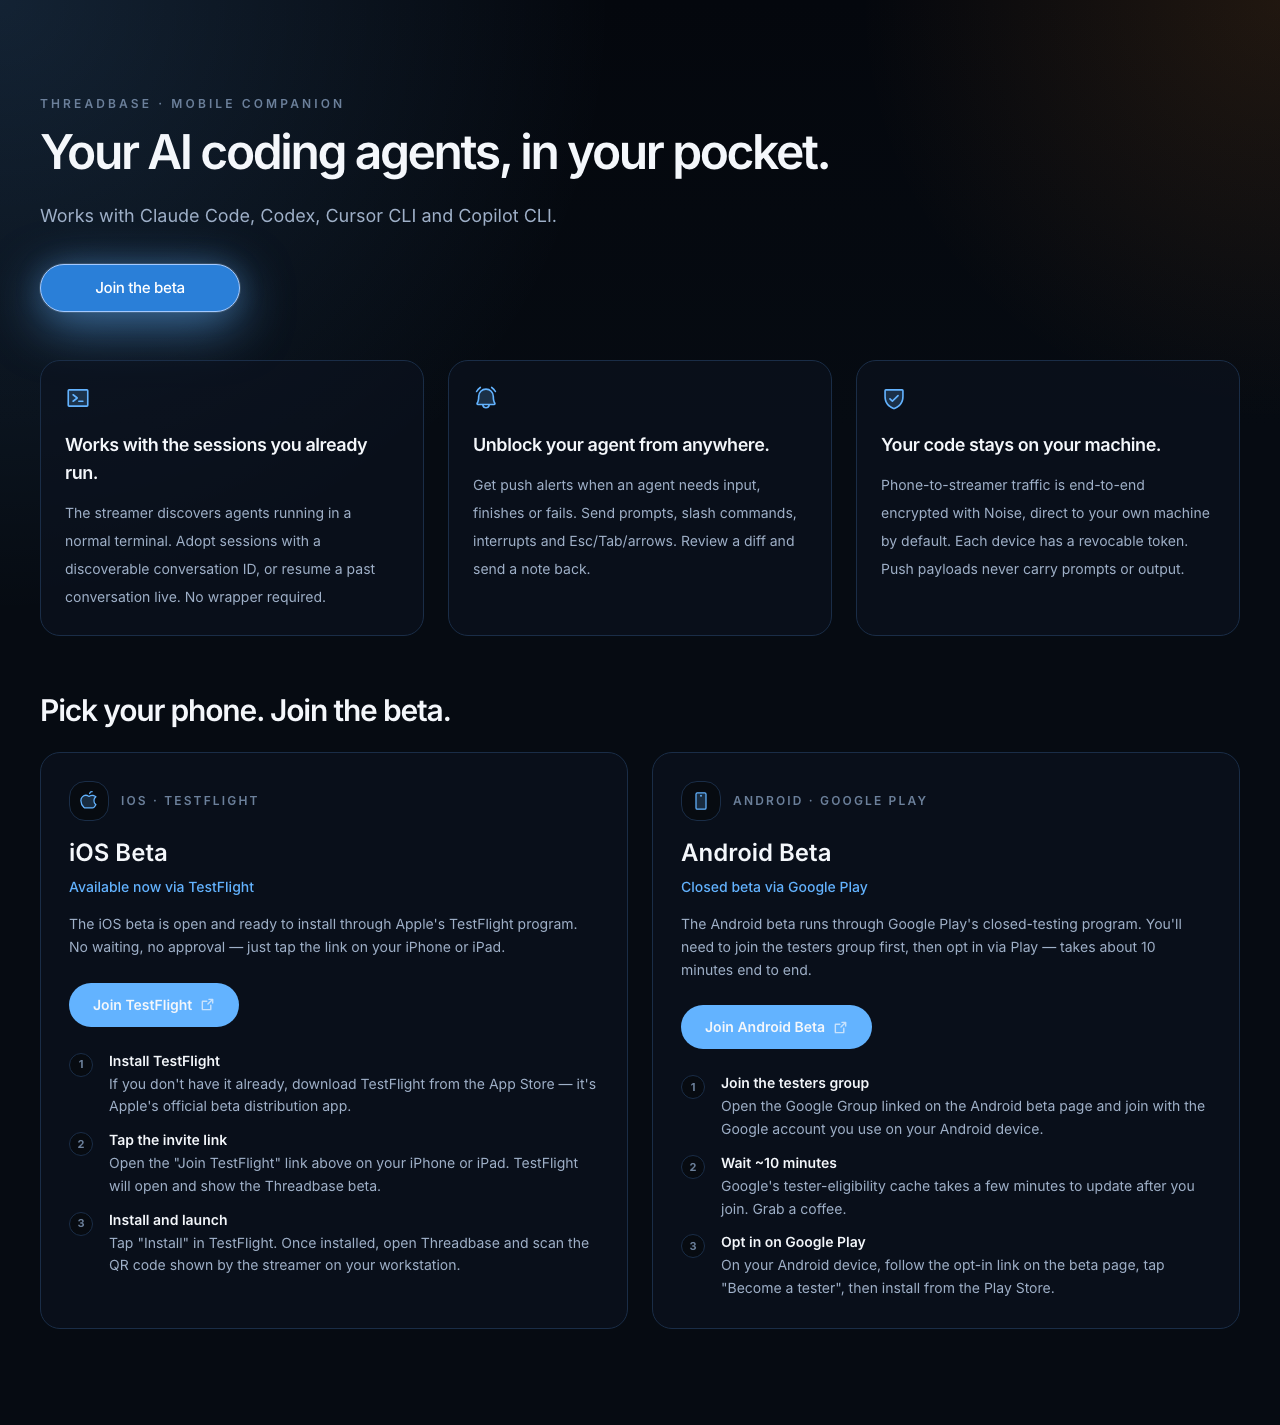 THREADBASE · MOBILE COMPANION
Your AI coding agents, in your pocket.
Works with Claude Code, Codex, Cursor CLI and Copilot CLI.
Join the beta
Works with the sessions you already
run.
The streamer discovers agents running in a
normal terminal. Adopt sessions with a
discoverable conversation ID, or resume a past
conversation live. No wrapper required.
Unblock your agent from anywhere.
Get push alerts when an agent needs input,
finishes or fails. Send prompts, slash commands,
interrupts and Esc/Tab/arrows. Review a diff and
send a note back.
Your code stays on your machine.
Phone-to-streamer traffic is end-to-end
encrypted with Noise, direct to your own machine
by default. Each device has a revocable token.
Push payloads never carry prompts or output.
Pick your phone. Join the beta.
IOS · TESTFLIGHT
iOS Beta
Available now via TestFlight
The iOS beta is open and ready to install through Apple's TestFlight program.
No waiting, no approval — just tap the link on your iPhone or iPad.
Join TestFlight
1
Install TestFlight
If you don't have it already, download TestFlight from the App Store — it's
Apple's official beta distribution app.
2
Tap the invite link
Open the "Join TestFlight" link above on your iPhone or iPad. TestFlight
will open and show the Threadbase beta.
3
Install and launch
Tap "Install" in TestFlight. Once installed, open Threadbase and scan the
QR code shown by the streamer on your workstation.
ANDROID · GOOGLE PLAY
Android Beta
Closed beta via Google Play
The Android beta runs through Google Play's closed-testing program. You'll
need to join the testers group first, then opt in via Play — takes about 10
minutes end to end.
Join Android Beta
1
Join the testers group
Open the Google Group linked on the Android beta page and join with the
Google account you use on your Android device.
2
Wait ~10 minutes
Google's tester-eligibility cache takes a few minutes to update after you
join. Grab a coffee.
3
Opt in on Google Play
On your Android device, follow the opt-in link on the beta page, tap
"Become a tester", then install from the Play Store.